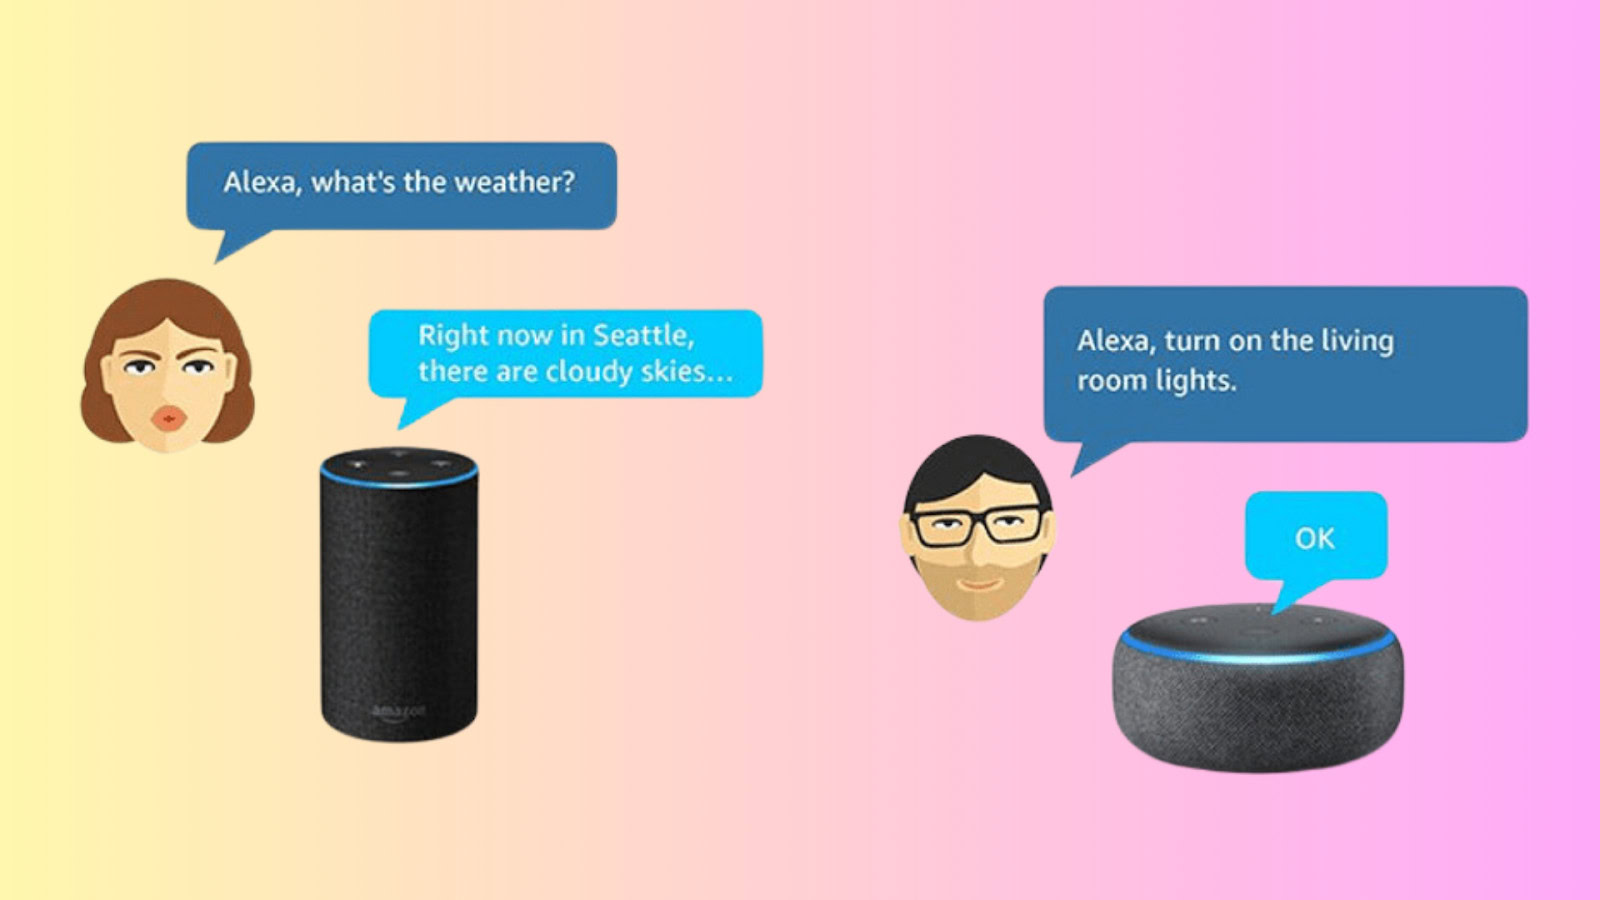 Alexa, what's the weather?
Right now in Seattle,
there are cloudy skies...
amazon
Alexa, turn on the living
room lights.
OK